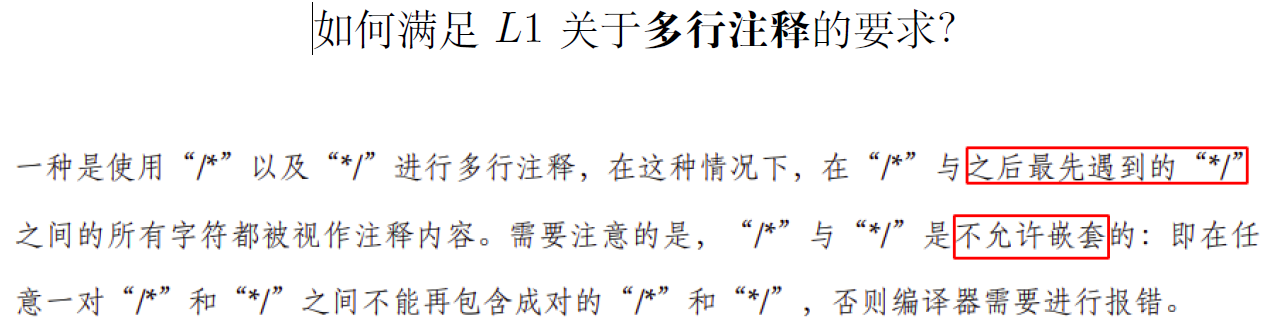 如何满足 L1 关于多行注释的要求?
一种是使用“/*”以及“*/”进行多行注释，在这种情况下，在“/*”与之后最先遇到的“*/”
之间的所有字符都被视作注释内容。需要注意的是，“/*”与“*/”是不允许嵌套的：即在任
意一对“/*”和“*/”之间不能再包含成对的“/*”和“*/”，否则编译器需要进行报错。